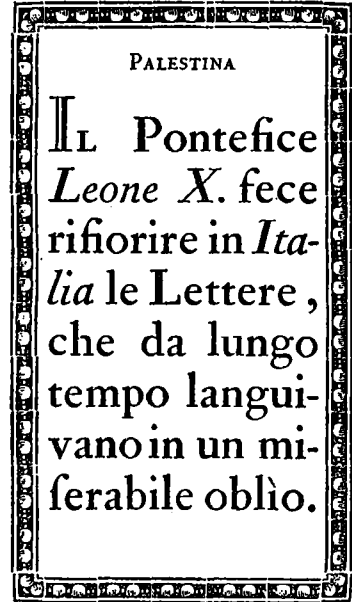 PALESTINA
IL Pontefice
Leone X. fece
rifiorire in Ita-
lia le Lettere ,
che da lungo
tempo langui-
vano in un mi-
ſerabile oblìo.